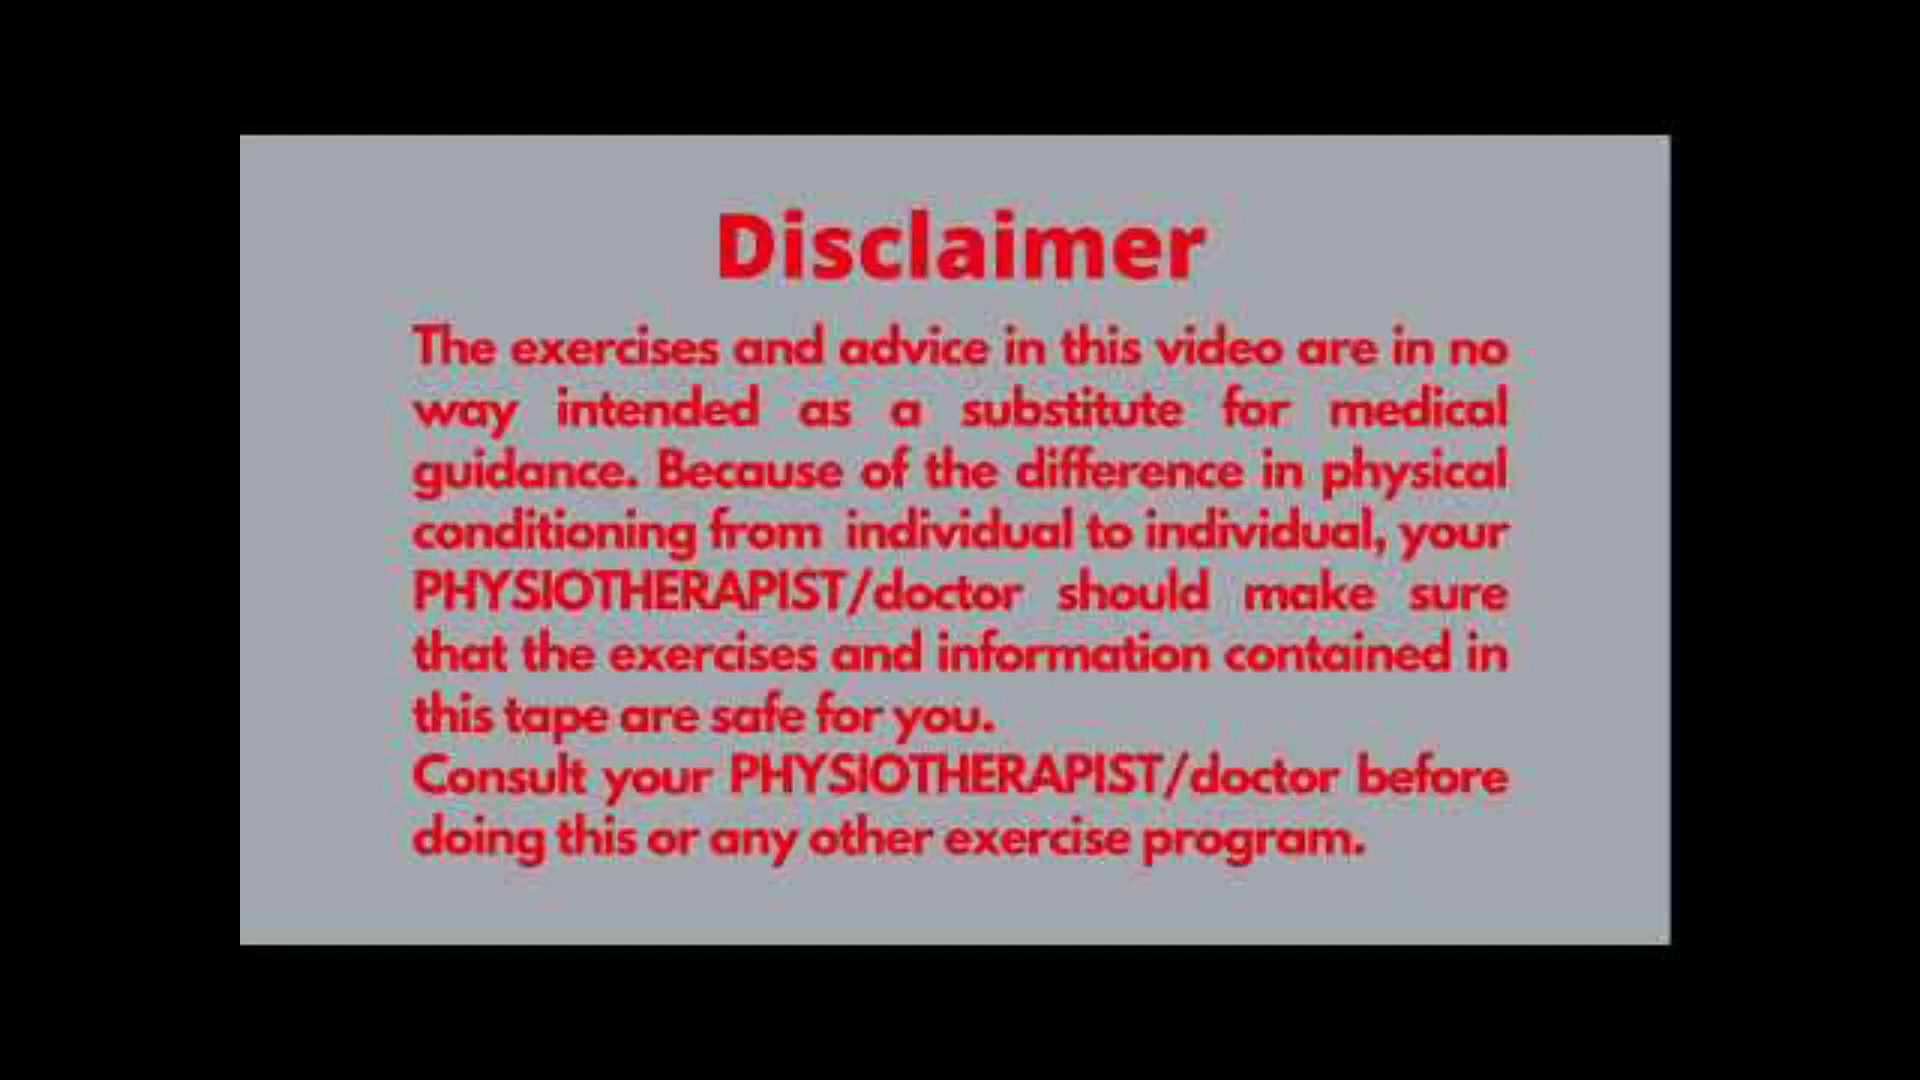 Disclaimer
The exercises and advice in this video are in no
way intended as a substitute for medical
guidance. Because of the difference in physical
conditioning from individual to individual, your
PHYSIOTHERAPIST/doctor should make sure
that the exercises and information contained in
this tape are safe for you.
Consult your PHYSIOTHERAPIST/doctor before
doing this or any other exercise program.